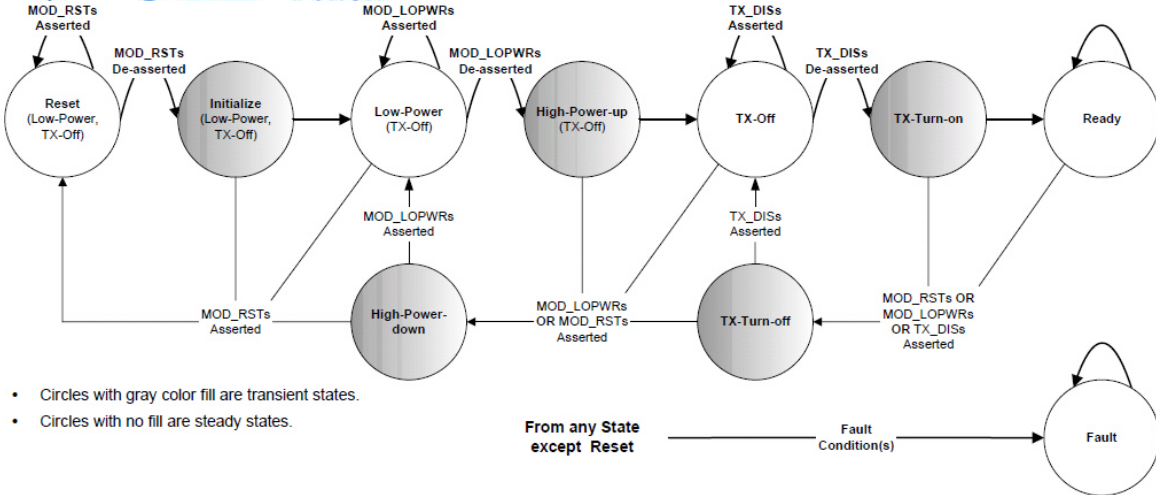 MOD_RSTs
Asserted
MOD_RSTs
De-asserted
MOD_LOPWRs
Asserted
MOD_LOPWRs
De-asserted
TX_DISs
Asserted
TX_DISs
De-asserted
Reset
(Low-Power,
TX-Off)
Initialize
(Low-Power,
TX-Off)
Low-Power
(TX-Off)
High-Power-up
(TX-Off)
TX-Off
TX-Turn-on
Ready
MOD_LOPWRs
Asserted
TX_DISs
Asserted
MOD_RSTs
Asserted
High-Power-
down
MOD_LOPWRs
OR MOD_RSTs
Asserted
TX-Turn-off
MOD_RSTs OR
MOD_LOPWRs
OR TX_DISs
Asserted
• Circles with gray color fill are transient states.
• Circles with no fill are steady states.
From any State
except Reset
Fault
Condition(s)
Fault